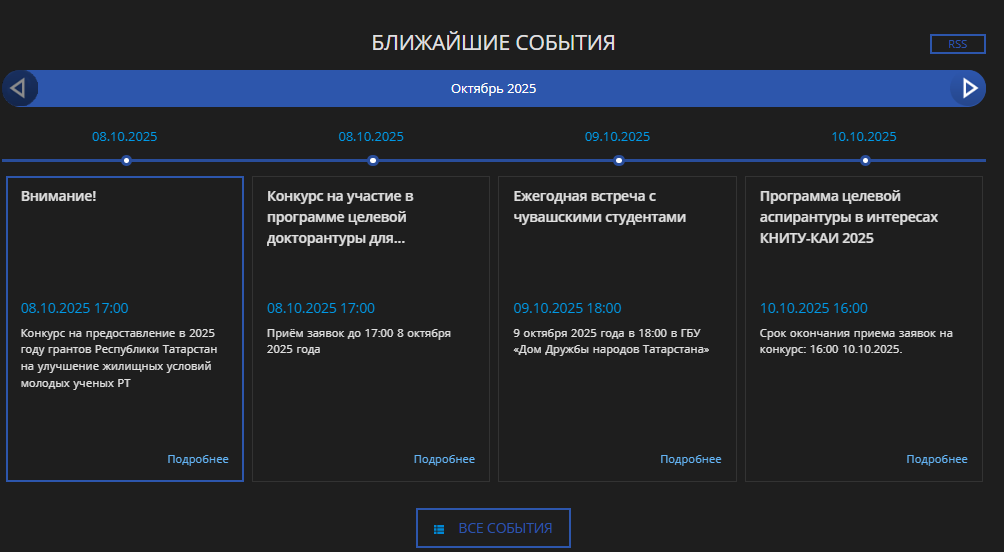 БЛИЖАЙШИЕ СОБЫТИЯ
RSS
Октябрь 2025
08.10.2025
08.10.2025
09.10.2025
10.10.2025
Внимание!
08.10.2025 17:00
Конкурс на предоставление в 2025
году грантов Республики Татарстан
на улучшение жилищных условий
молодых ученых РТ
Подробнее
Конкурс на участие в
программе целевой
докторантуры для...
08.10.2025 17:00
Приём заявок до 17:00 8 октября
2025 года
Подробнее
Ежегодная встреча с
чувашскими студентами
09.10.2025 18:00
9 октября 2025 года в 18:00 в ГБУ
«Дом Дружбы народов Татарстана»
Подробнее
Программа целевой
аспирантуры в интересах
КНИТУ-КАИ 2025
10.10.2025 16:00
Срок окончания приема заявок на
конкурс: 16:00 10.10.2025.
Подробнее
ВСЕ СОБЫТИЯ